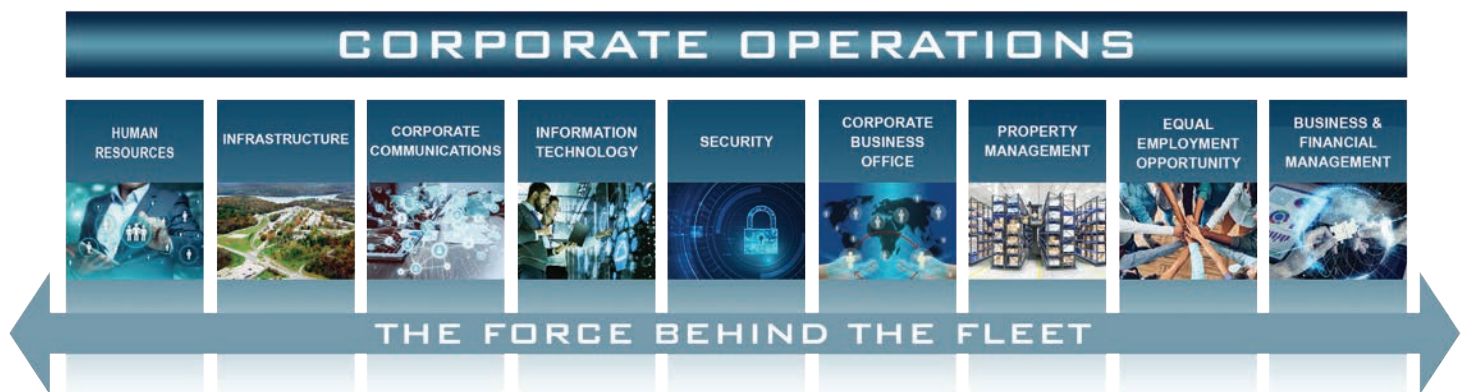 CORPORATE OPERATIONS
HUMAN
RESOURCES
INFRASTRUCTURE
CORPORATE
COMMUNICATIONS
INFORMATION
TECHNOLOGY
SECURITY
CORPORATE
BUSINESS
OFFICE
PROPERTY
MANAGEMENT
EQUAL
EMPLOYMENT
OPPORTUNITY
BUSINESS &
FINANCIAL
MANAGEMENT
THE FORCE BEHIND THE FLEET